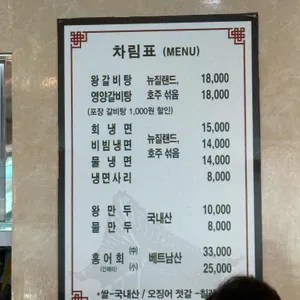 차림표 (MENU)
왕갈비탕 뉴질랜드, 18,000
영양갈비탕 호주 섞음 18,000
(포장 갈비탕 1,000원 할인)
회냉면 15,000
비빔냉면 뉴질랜드, 14,000
물냉면 호주 섞음 14,000
냉면사리 8,000
왕만두 국내산 10,000
물만두 8,000
홍어회 ㊥ 베트남산 33,000
㊛ 25,000
*쌀-국내산 / 오징어 젓갈 -칠레